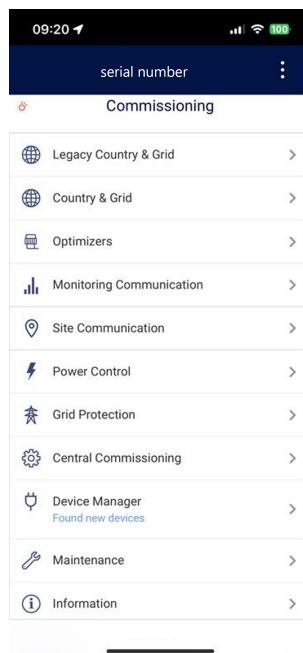 09:20
100
serial number
Commissioning
Legacy Country & Grid
Country & Grid
Optimizers
Monitoring Communication
Site Communication
Power Control
Grid Protection
Central Commissioning
Device Manager
Found new devices
Maintenance
Information